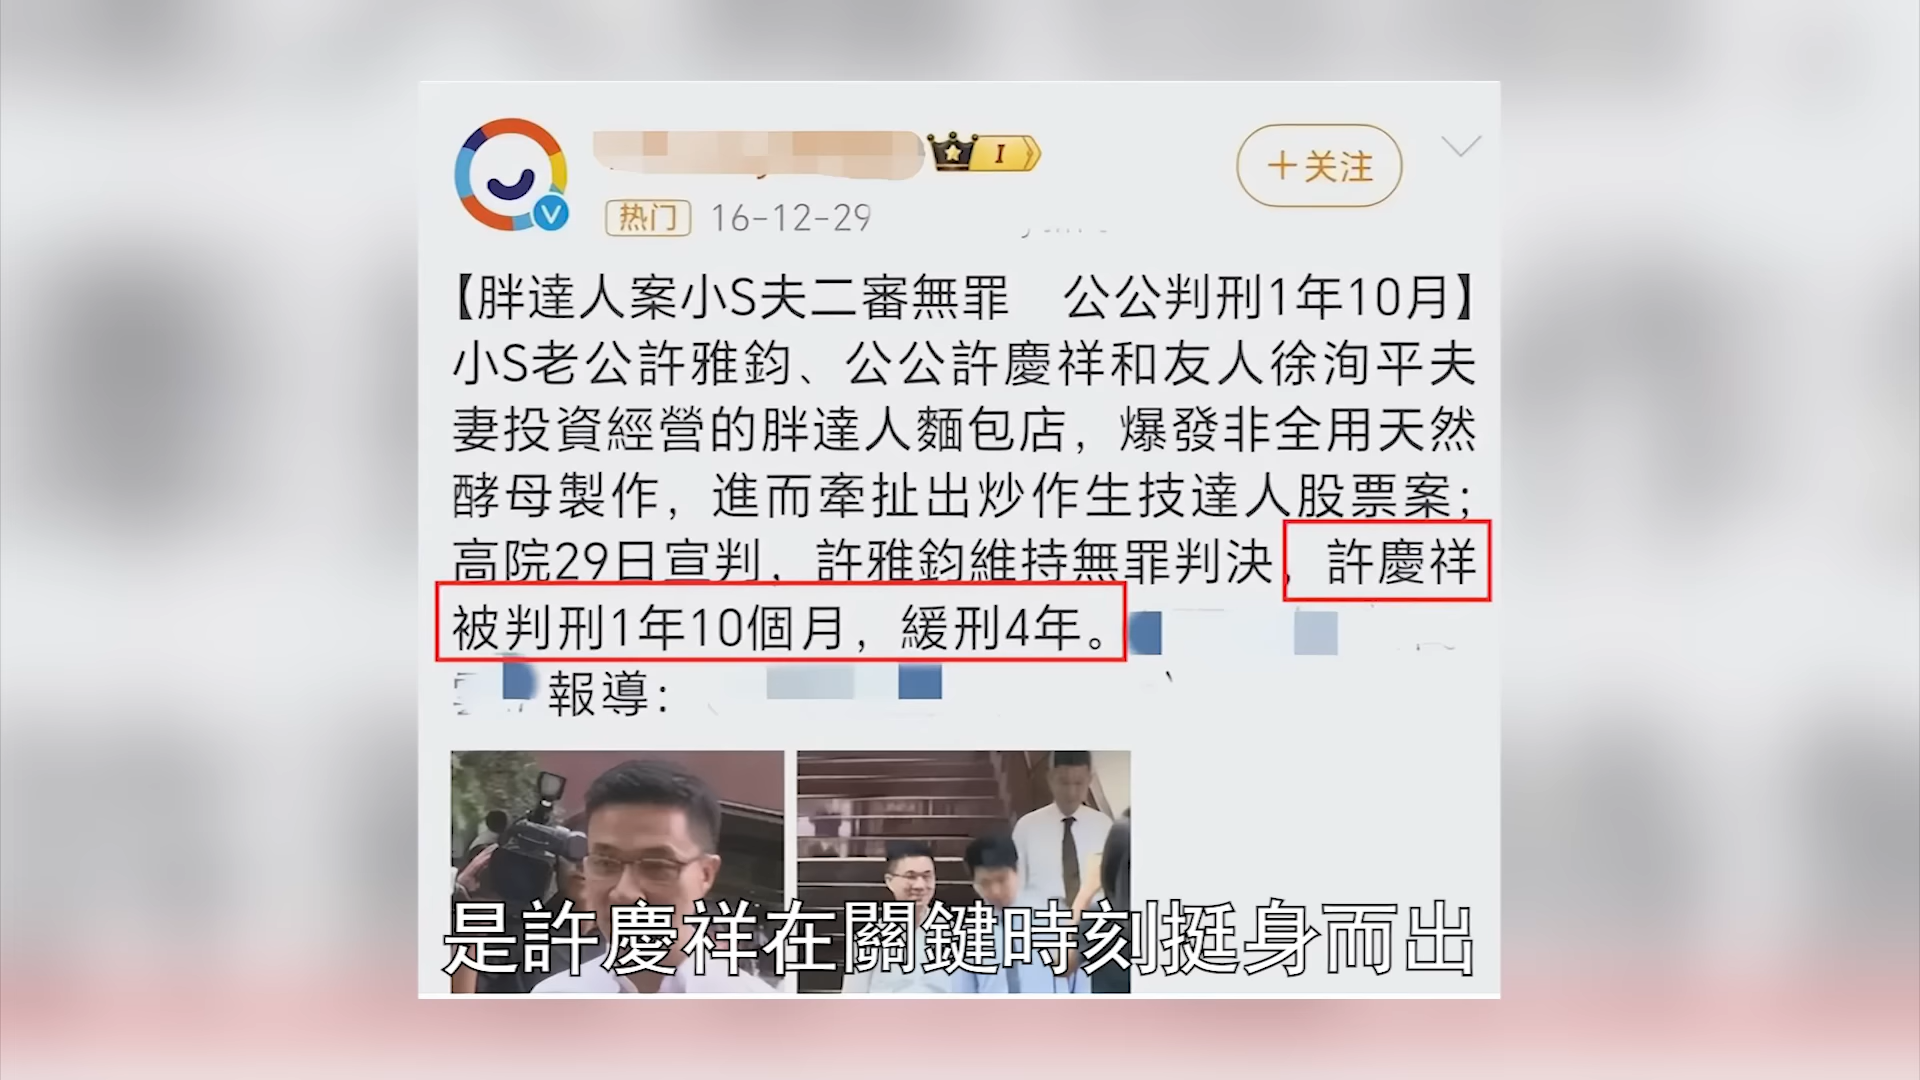 I
＋关注
热门 16-12-29
【胖達人案小S夫二審無罪　公公判刑1年10月】
小S老公許雅鈞、公公許慶祥和友人徐洵平夫
妻投資經營的胖達人麵包店，爆發非全用天然
酵母製作，進而牽扯出炒作生技達人股票案；
高院29日宣判，許雅鈞維持無罪判決，許慶祥
被判刑1年10個月，緩刑4年。
報導：
是許慶祥在關鍵時刻挺身而出